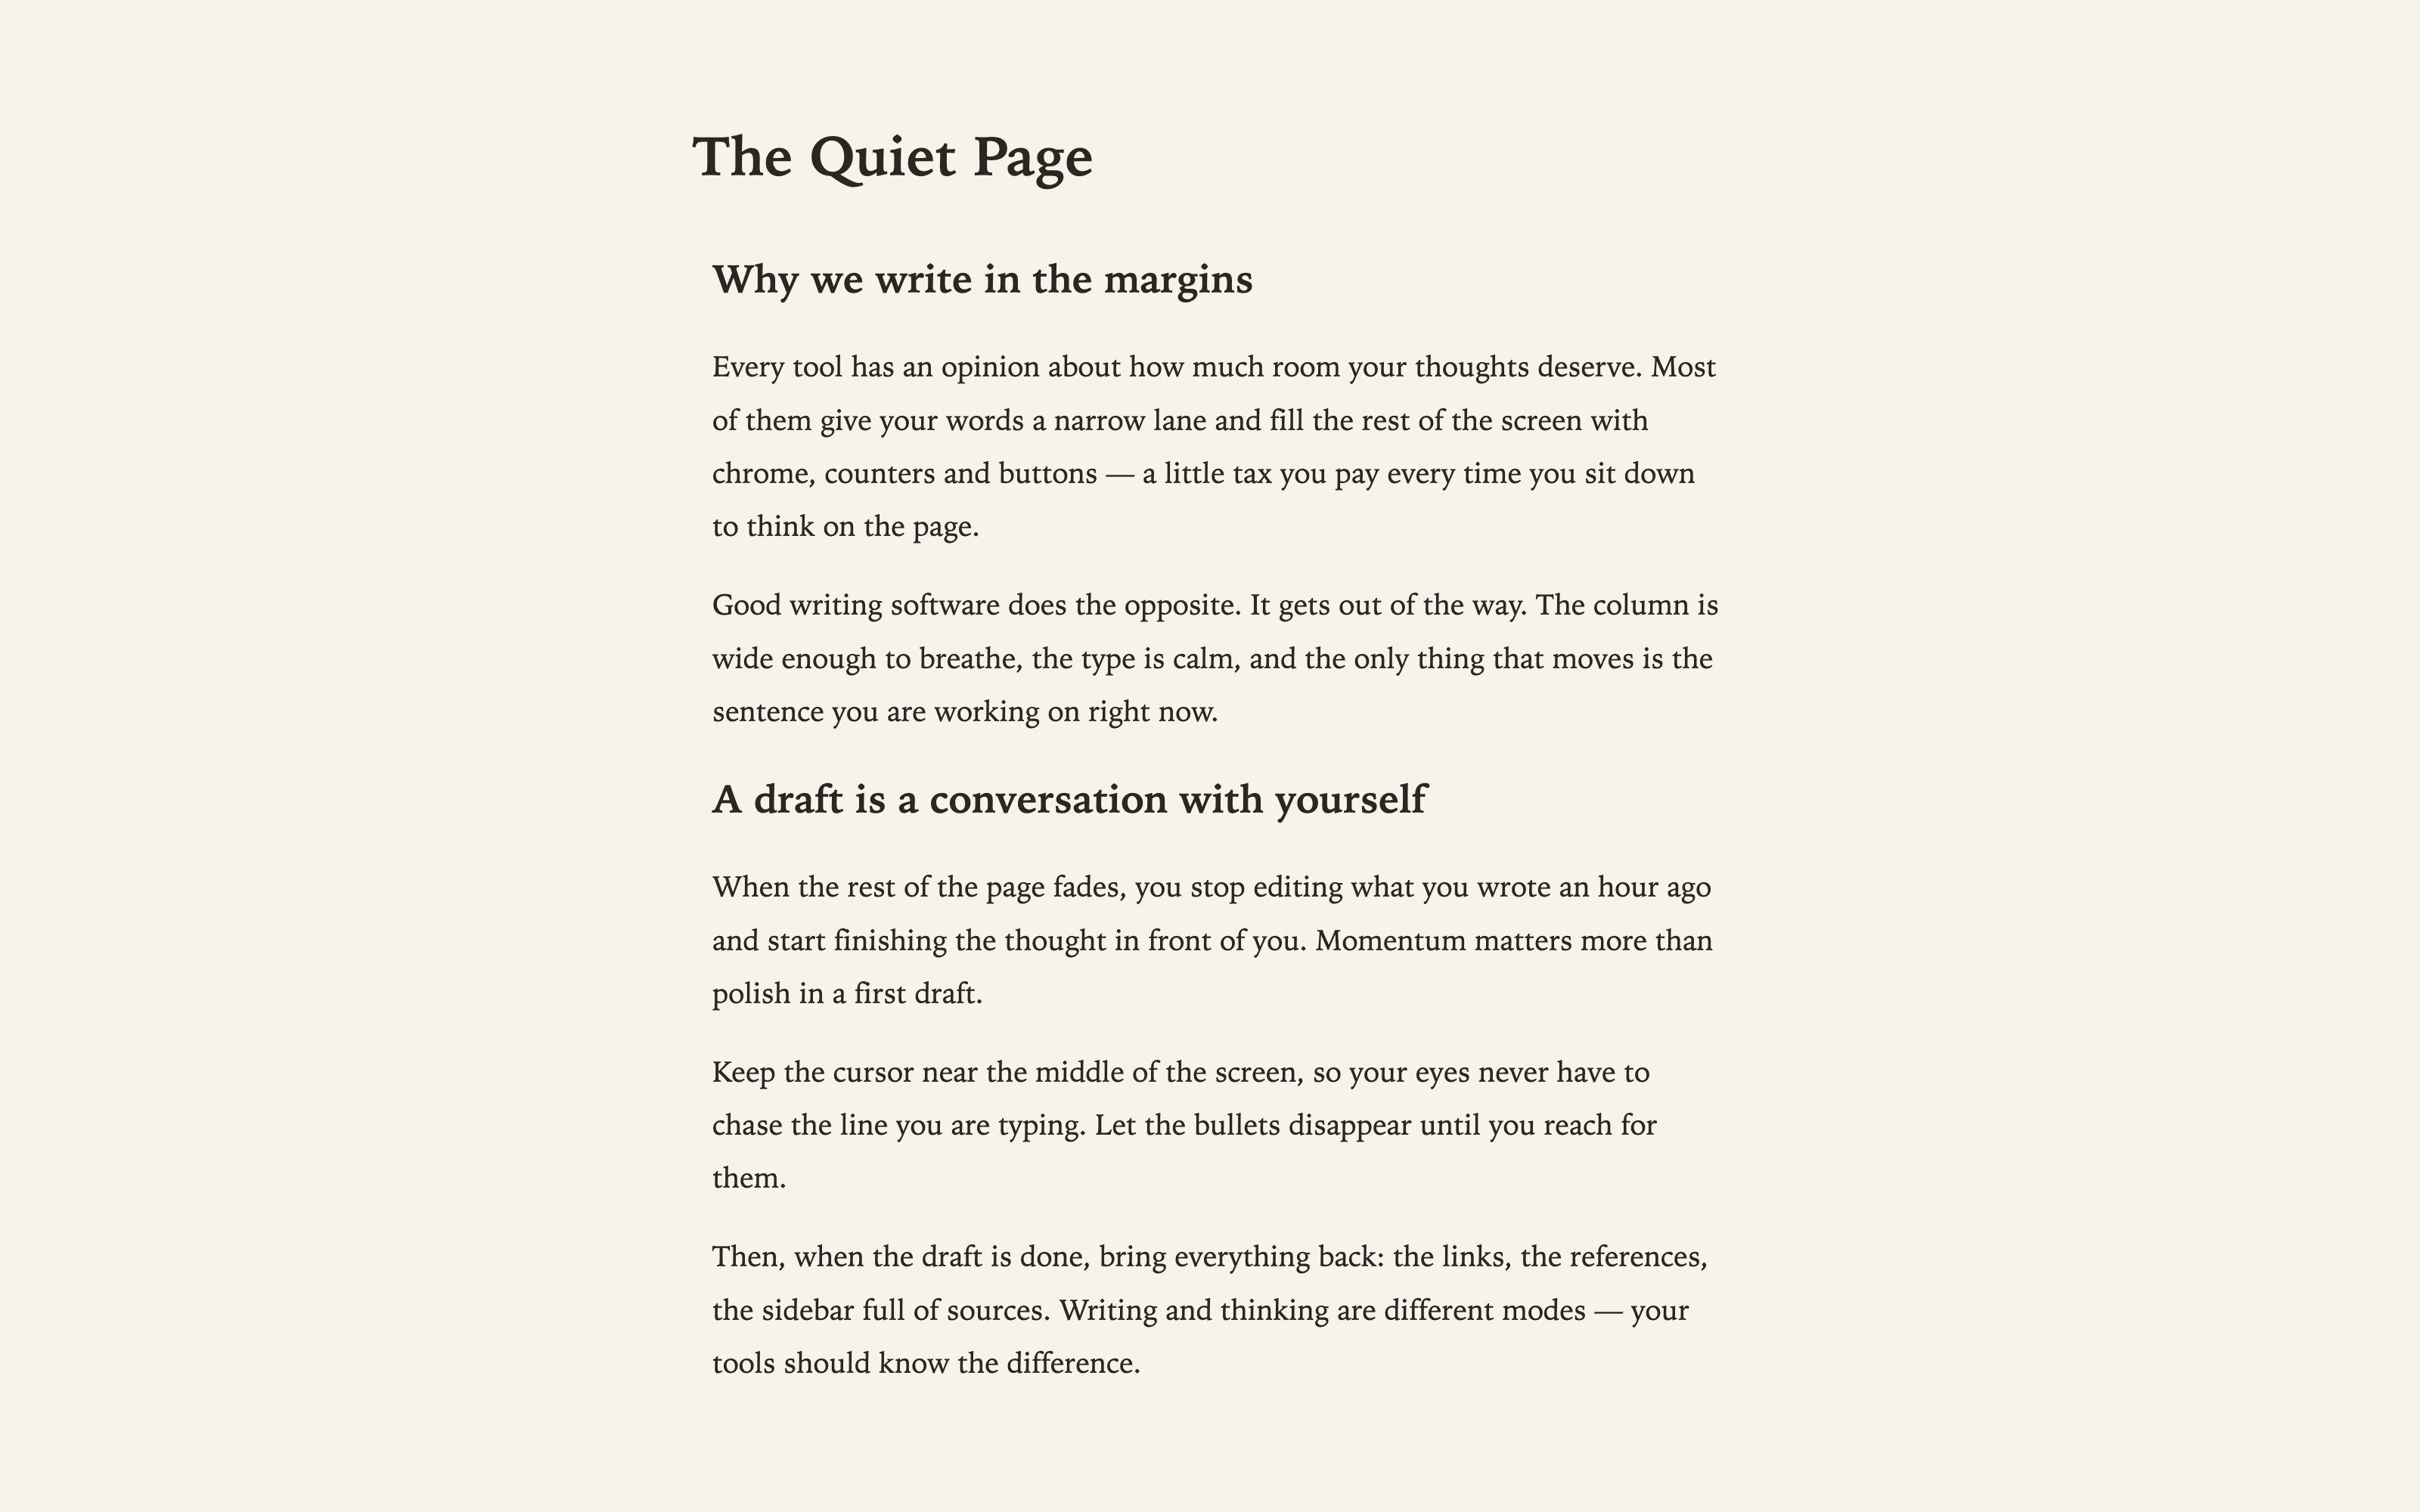 The Quiet Page
Why we write in the margins
Every tool has an opinion about how much room your thoughts deserve. Most
of them give your words a narrow lane and fill the rest of the screen with
chrome, counters and buttons — a little tax you pay every time you sit down
to think on the page.
Good writing software does the opposite. It gets out of the way. The column is
wide enough to breathe, the type is calm, and the only thing that moves is the
sentence you are working on right now.
A draft is a conversation with yourself
When the rest of the page fades, you stop editing what you wrote an hour ago
and start finishing the thought in front of you. Momentum matters more than
polish in a first draft.
Keep the cursor near the middle of the screen, so your eyes never have to
chase the line you are typing. Let the bullets disappear until you reach for
them.
Then, when the draft is done, bring everything back: the links, the references,
the sidebar full of sources. Writing and thinking are different modes — your
tools should know the difference.